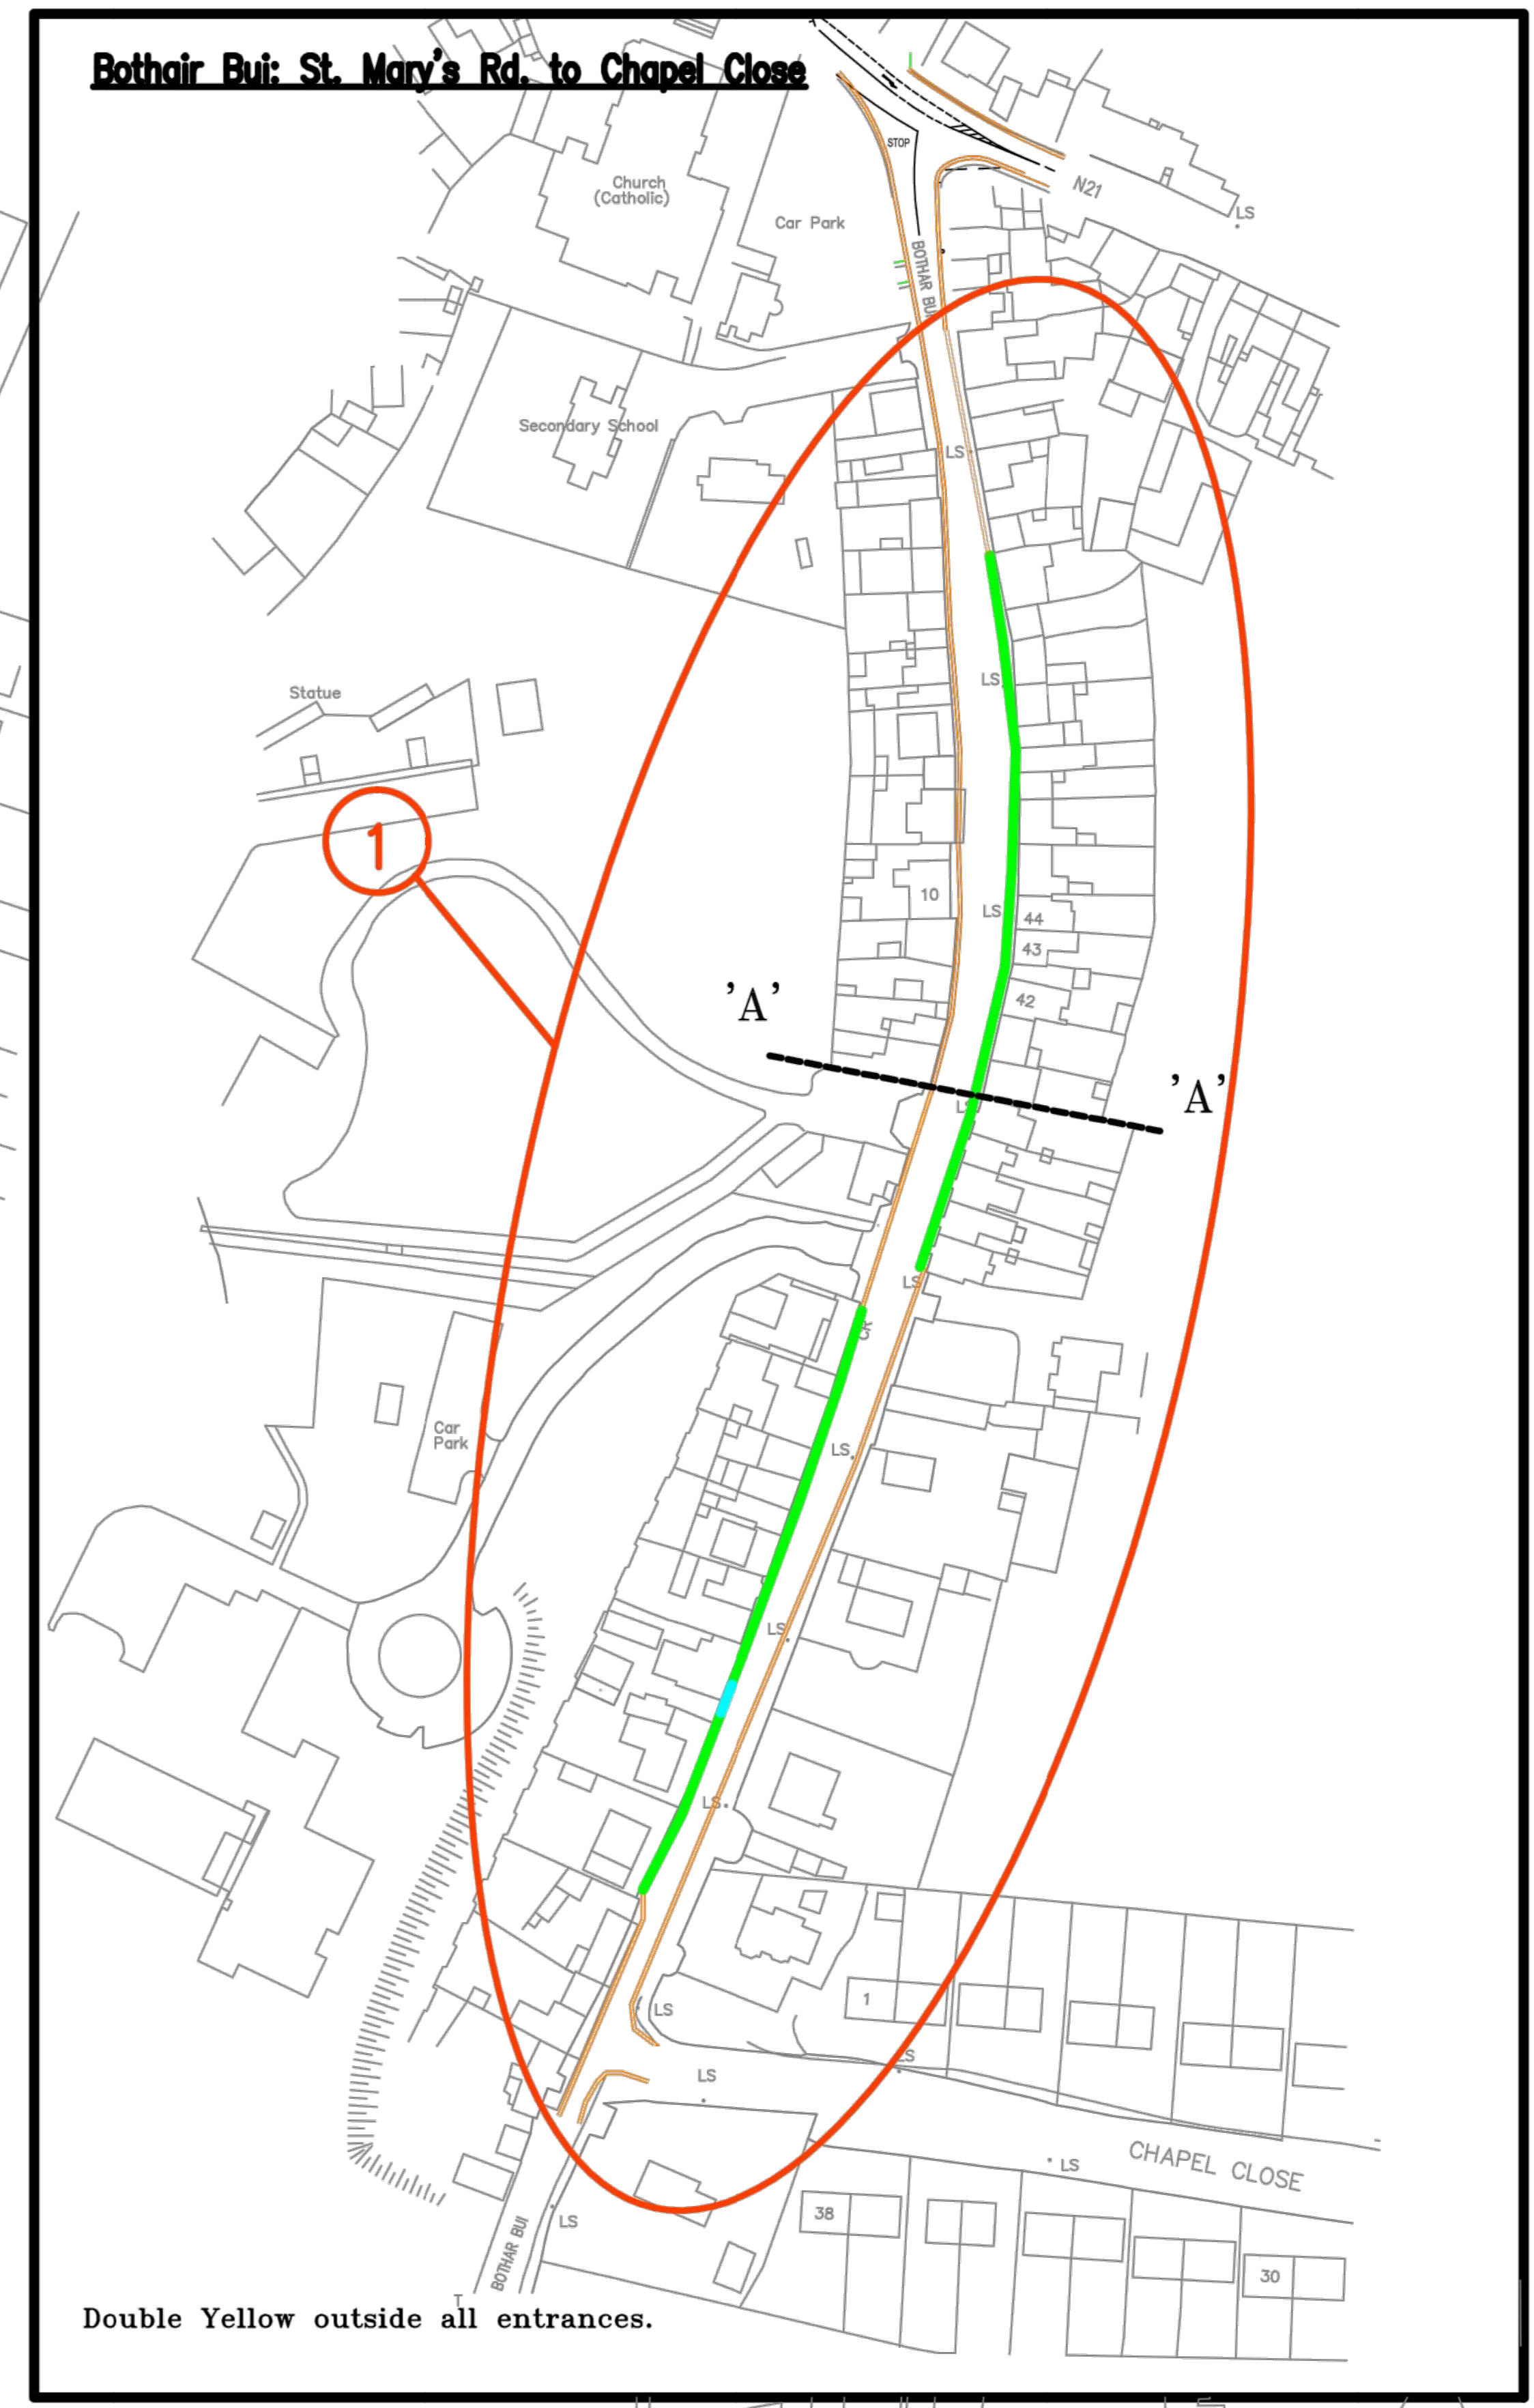 Bothair Bui: St. Mary's Rd. to Chapel Close
STOP
N21
LS
Church
(Catholic)
Car Park
BOTHAR BUI
Secondary School
LS
LS
Statue
1
10
LS
44
43
42
'A'
'A'
LS
LS
CR
Car
Park
LS
LS
LS
1
LS
LS
LS
CHAPEL CLOSE
LS
38
LS
30
BOTHAR BUI
T
Double Yellow outside all entrances.